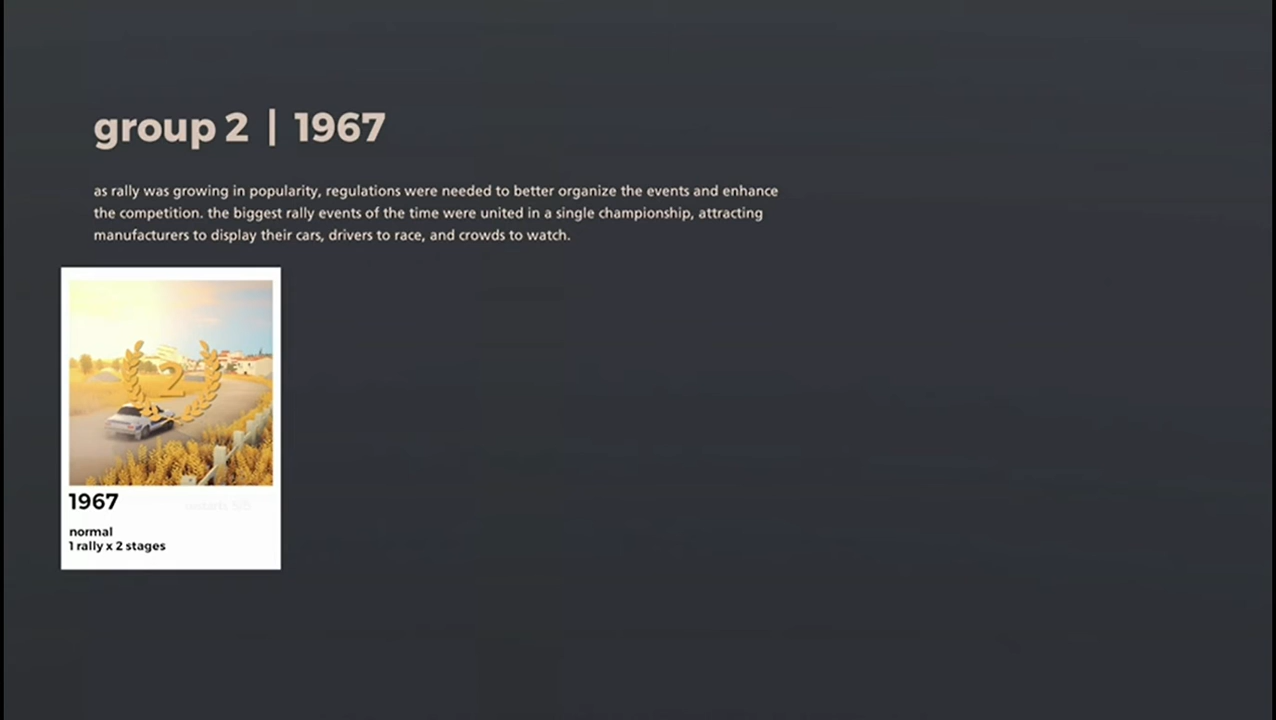 group 2 | 1967
as rally was growing in popularity, regulations were needed to better organize the events and enhance
the competition. the biggest rally events of the time were united in a single championship, attracting
manufacturers to display their cars, drivers to race, and crowds to watch.
2
1967
normal
1 rally x 2 stages